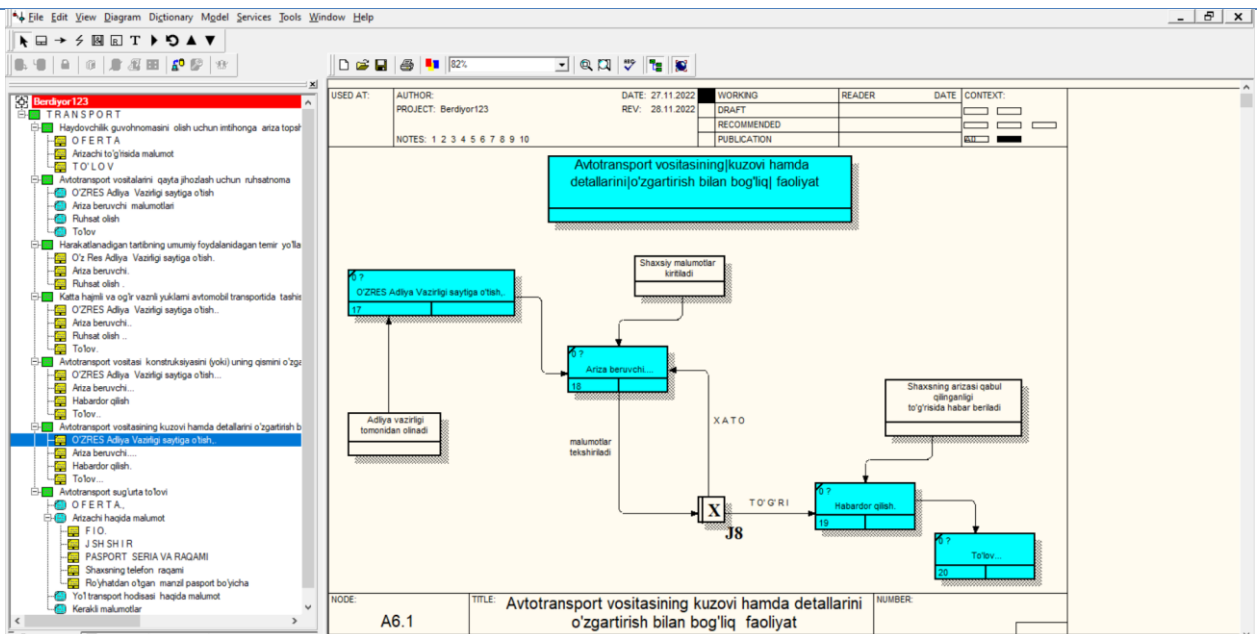 File Edit View Diagram Dictionary Model Services Tools Window Help
82%
Berdiyor123
TRANSPORT
Haydovchilik guvohnomasini olish uchun imtihonga ariza topsh
OFERTA
Arizachi to'g'risida malumot
TO'LOV
Avtotransport vositalarini qayta jihozlash uchun ruhsatnoma
O'ZRES Adliya Vazirligi saytiga o'tish
Ariza beruvchi malumotlari
Ruhsat olish
To'lov
Harakatlanadigan tartibning umumiy foydalanidagan temir yo'lla
O'z Res Adliya Vazirligi saytiga o'tish.
Ariza beruvchi.
Ruhsat olish .
Katta hajmli va og'ir vaznli yuklarni avtomobil transportida tashis
O'ZRES Adliya Vazirligi saytiga o'tish..
Ariza beruvchi..
Ruhsat olish ..
To'lov.
Avtotransport vositasi konstruksiyasini (yoki) uning qismini o'zga
O'ZRES Adliya Vazirligi saytiga o'tish...
Ariza beruvchi...
Habardor qilish
To'lov..
Avtotransport vositasining kuzovi hamda detallarini o'zgartirish b
O'ZRES Adliya Vazirligi saytiga o'tish,.
Ariza beruvchi....
Habardor qilish.
To'lov...
Avtotransport sug'urta to'lovi
OFERTA.,
Arizachi haqida malumot
FIO.
JSHSHIR
PASPORT SERIA VA RAQAMI
Shaxsning telefon raqami
Ro'yhatdan o'tgan manzil pasport bo'yicha
Yo'l transport hodisasi haqida malumot
Kerakli malumotlar
USED AT:
AUTHOR:
DATE: 27.11.2022
PROJECT: Berdiyor123
REV: 28.11.2022
NOTES: 1 2 3 4 5 6 7 8 9 10
WORKING
DRAFT
RECOMMENDED
PUBLICATION
READER
DATE
CONTEXT:
Avtotransport vositasining|kuzovi hamda
detallarini|o'zgartirish bilan bog'liq| faoliyat
0 ?
O'ZRES Adliya Vazirligi saytiga o'tish,.
17
Shaxsiy malumotlar
kiritiladi
0 ?
Ariza beruvchi....
18
Adliya vazirligi
tomonidan olinadi
XATO
malumotlar
tekshiriladi
Shaxsning arizasi qabul
qilinganligi
to'g'risida habar beriladi
X
J8
TO'G'RI
0 ?
Habardor qilish.
19
0 ?
To'lov...
20
NODE:
A6.1
TITLE:
Avtotransport vositasining kuzovi hamda detallarini
o'zgartirish bilan bog'liq faoliyat
NUMBER: